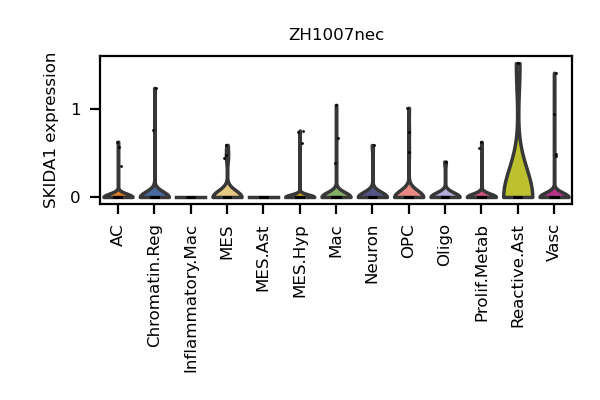 ZH1007nec
SKIDA1 expression
1
0
AC
Chromatin.Reg
Inflammatory.Mac
MES
MES.Ast
MES.Hyp
Mac
Neuron
OPC
Oligo
Prolif.Metab
Reactive.Ast
Vasc